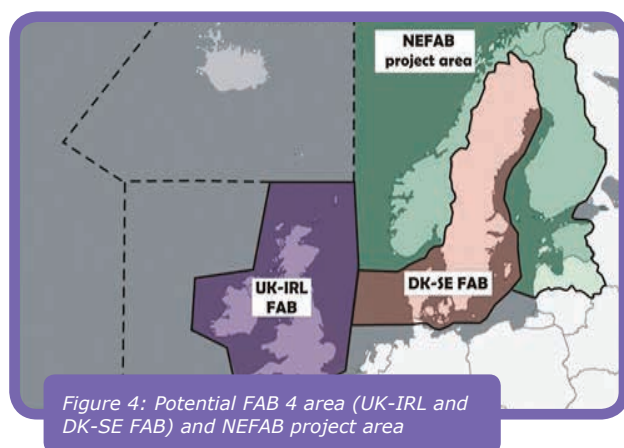 NEFAB
project area
UK-IRL
FAB
DK-SE FAB
Figure 4: Potential FAB 4 area (UK-IRL and
DK-SE FAB) and NEFAB project area